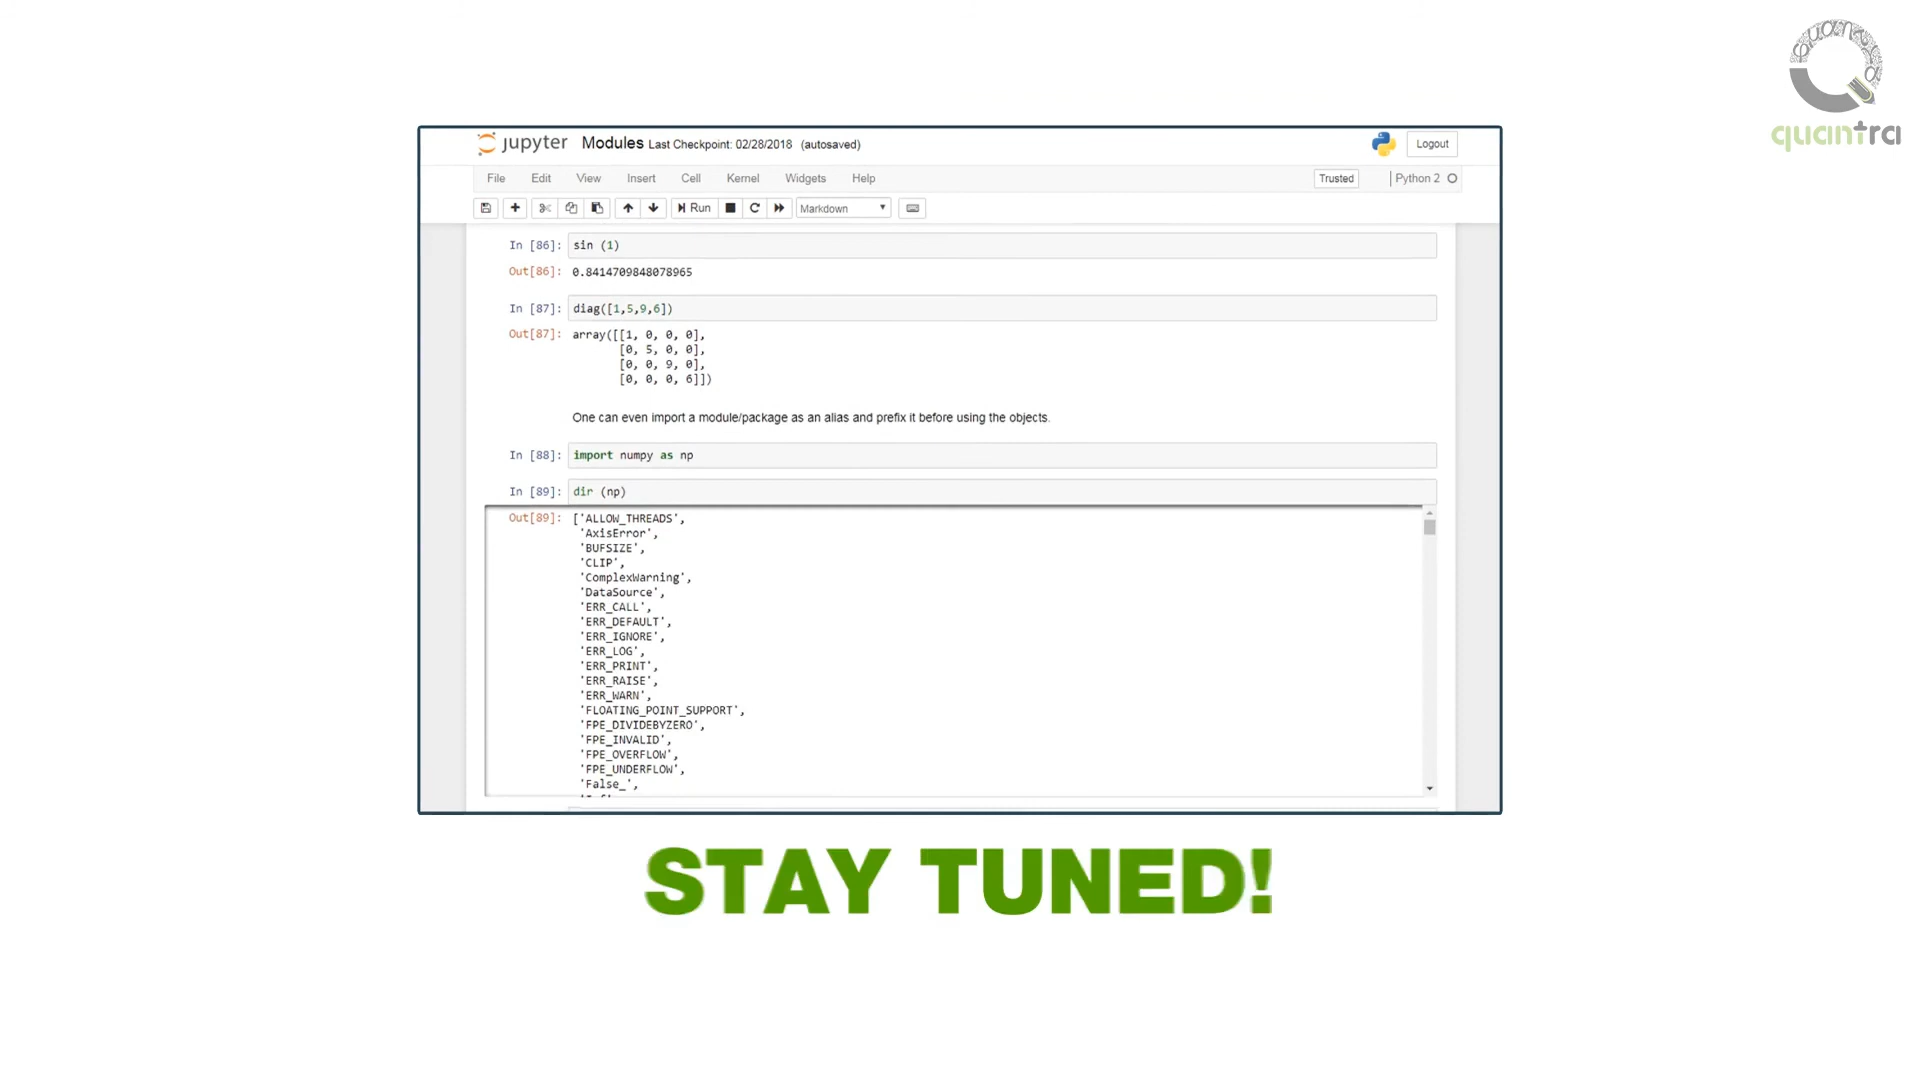 quantra
jupyter Modules Last Checkpoint: 02/28/2018 (autosaved) Logout
File Edit View Insert Cell Kernel Widgets Help Trusted Python 2
Run Markdown
In [86]: sin (1)
Out[86]: 0.8414709848078965
In [87]: diag([1,5,9,6])
Out[87]: array([[1, 0, 0, 0],
[0, 5, 0, 0],
[0, 0, 9, 0],
[0, 0, 0, 6]])
One can even import a module/package as an alias and prefix it before using the objects.
In [88]: import numpy as np
In [89]: dir (np)
Out[89]: ['ALLOW_THREADS',
'AxisError',
'BUFSIZE',
'CLIP',
'ComplexWarning',
'DataSource',
'ERR_CALL',
'ERR_DEFAULT',
'ERR_IGNORE',
'ERR_LOG',
'ERR_PRINT',
'ERR_RAISE',
'ERR_WARN',
'FLOATING_POINT_SUPPORT',
'FPE_DIVIDEBYZERO',
'FPE_INVALID',
'FPE_OVERFLOW',
'FPE_UNDERFLOW',
'False_',
STAY TUNED!